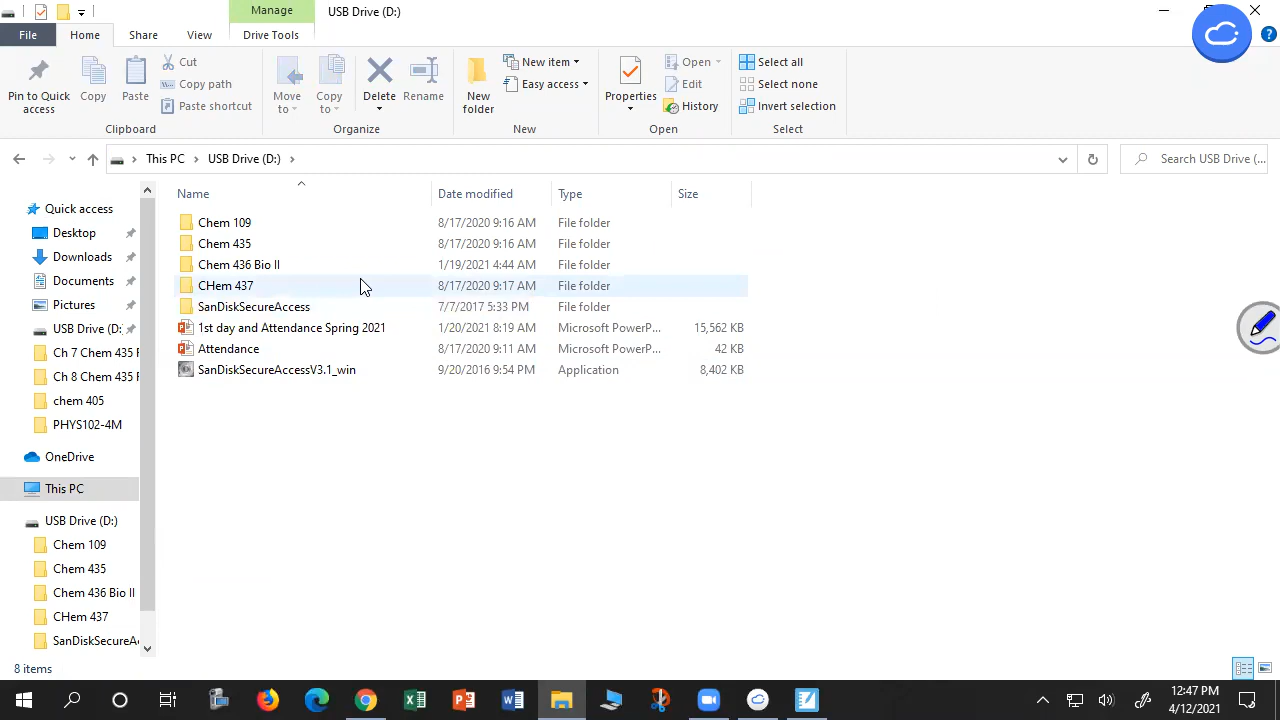 Manage
USB Drive (D:)
File
Home
Share
View
Drive Tools
Pin to Quick access
Copy
Paste
Cut
Copy path
Paste shortcut
Clipboard
Move to
Copy to
Delete
Rename
Organize
New folder
New item
Easy access
New
Properties
Open
Edit
History
Open
Select all
Select none
Invert selection
Select
This PC
USB Drive (D:)
Search USB Drive (...
Name
Date modified
Type
Size
Chem 109 8/17/2020 9:16 AM File folder
Chem 435 8/17/2020 9:16 AM File folder
Chem 436 Bio II 1/19/2021 4:44 AM File folder
CHem 437 8/17/2020 9:17 AM File folder
SanDiskSecureAccess 7/7/2017 5:33 PM File folder
1st day and Attendance Spring 2021 1/20/2021 8:19 AM Microsoft PowerP... 15,562 KB
Attendance 8/17/2020 9:11 AM Microsoft PowerP... 42 KB
SanDiskSecureAccessV3.1_win 9/20/2016 9:54 PM Application 8,402 KB
Quick access
Desktop
Downloads
Documents
Pictures
USB Drive (D:
Ch 7 Chem 435 F
Ch 8 Chem 435 F
chem 405
PHYS102-4M
OneDrive
This PC
USB Drive (D:)
Chem 109
Chem 435
Chem 436 Bio II
CHem 437
SanDiskSecureA
8 items
12:47 PM
4/12/2021